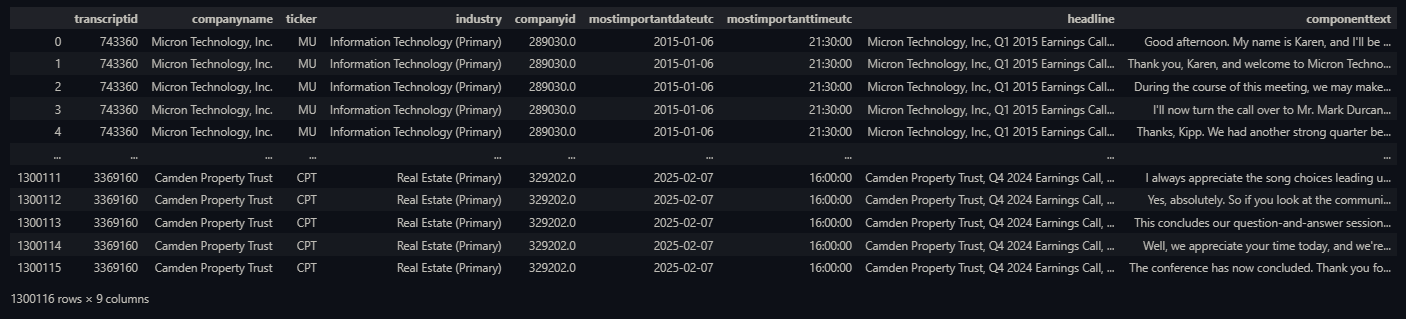 transcriptid companyname ticker industry companyid mostimportantdateutc mostimportanttimeutc headline componenttext
0 743360 Micron Technology, Inc. MU Information Technology (Primary) 289030.0 2015-01-06 21:30:00 Micron Technology, Inc., Q1 2015 Earnings Call... Good afternoon. My name is Karen, and I'll be ...
1 743360 Micron Technology, Inc. MU Information Technology (Primary) 289030.0 2015-01-06 21:30:00 Micron Technology, Inc., Q1 2015 Earnings Call... Thank you, Karen, and welcome to Micron Techno...
2 743360 Micron Technology, Inc. MU Information Technology (Primary) 289030.0 2015-01-06 21:30:00 Micron Technology, Inc., Q1 2015 Earnings Call... During the course of this meeting, we may make...
3 743360 Micron Technology, Inc. MU Information Technology (Primary) 289030.0 2015-01-06 21:30:00 Micron Technology, Inc., Q1 2015 Earnings Call... I'll now turn the call over to Mr. Mark Durcan...
4 743360 Micron Technology, Inc. MU Information Technology (Primary) 289030.0 2015-01-06 21:30:00 Micron Technology, Inc., Q1 2015 Earnings Call... Thanks, Kipp. We had another strong quarter be...
... ... ... ... ... ... ... ... ... ...
1300111 3369160 Camden Property Trust CPT Real Estate (Primary) 329202.0 2025-02-07 16:00:00 Camden Property Trust, Q4 2024 Earnings Call, ... I always appreciate the song choices leading u...
1300112 3369160 Camden Property Trust CPT Real Estate (Primary) 329202.0 2025-02-07 16:00:00 Camden Property Trust, Q4 2024 Earnings Call, ... Yes, absolutely. So if you look at the communi...
1300113 3369160 Camden Property Trust CPT Real Estate (Primary) 329202.0 2025-02-07 16:00:00 Camden Property Trust, Q4 2024 Earnings Call, ... This concludes our question-and-answer session...
1300114 3369160 Camden Property Trust CPT Real Estate (Primary) 329202.0 2025-02-07 16:00:00 Camden Property Trust, Q4 2024 Earnings Call, ... Well, we appreciate your time today, and we're...
1300115 3369160 Camden Property Trust CPT Real Estate (Primary) 329202.0 2025-02-07 16:00:00 Camden Property Trust, Q4 2024 Earnings Call, ... The conference has now concluded. Thank you fo...
1300116 rows × 9 columns